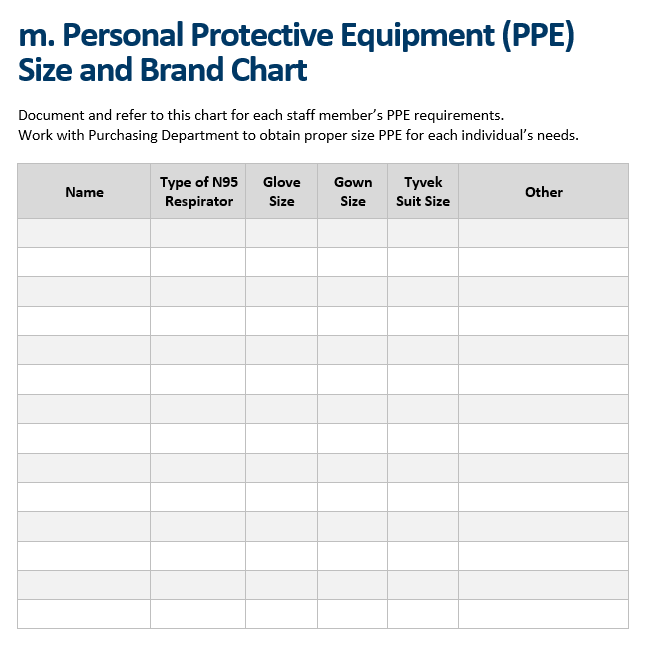 m. Personal Protective Equipment (PPE)
Size and Brand Chart
Document and refer to this chart for each staff member’s PPE requirements.
Work with Purchasing Department to obtain proper size PPE for each individual’s needs.
Name
Type of N95
Respirator
Glove
Size
Gown
Size
Tyvek
Suit Size
Other